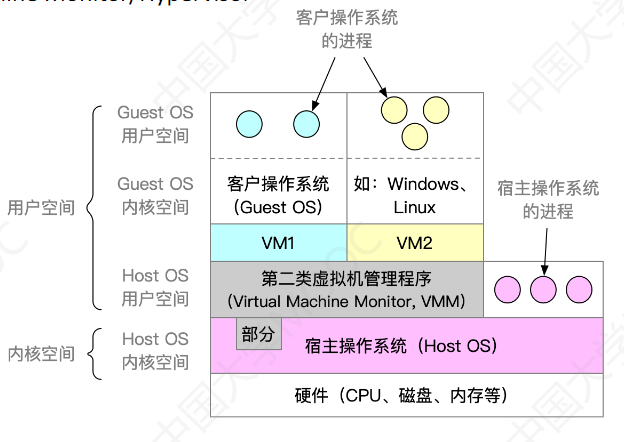 客户操作系统
的进程
Guest OS
用户空间
Guest OS
内核空间
客户操作系统
(Guest OS)
如：Windows、
Linux
宿主操作系统
的进程
用户空间
VM1
VM2
Host OS
用户空间
第二类虚拟机管理程序
(Virtual Machine Monitor, VMM)
部分
内核空间
Host OS
内核空间
宿主操作系统（Host OS）
硬件（CPU、磁盘、内存等）